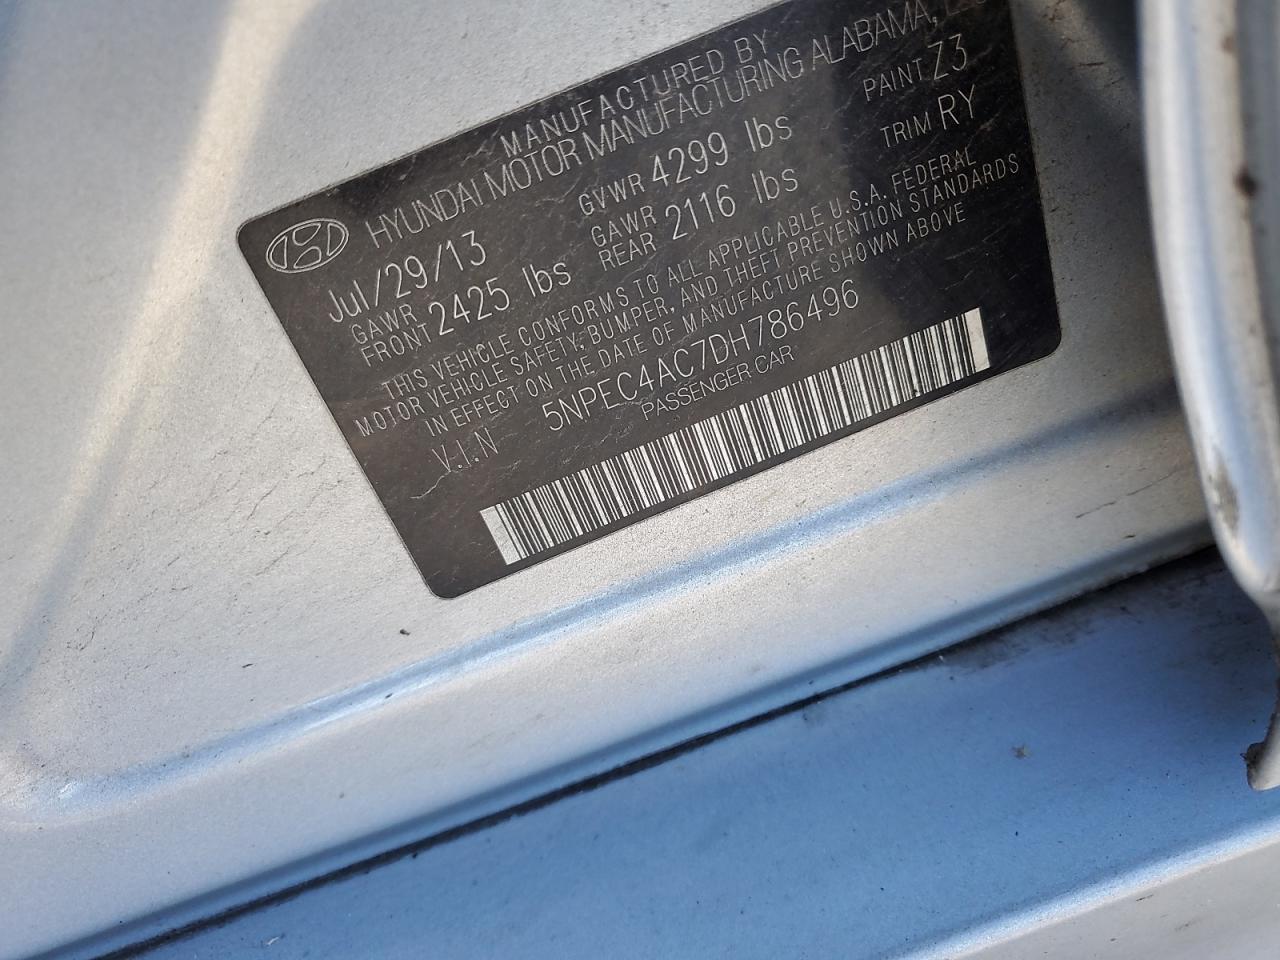 MANUFACTURED BY
HYUNDAI MOTOR MANUFACTURING ALABAMA,
Jul/29/13 GVWR 4299 lbs PAINT Z3
GAWR FRONT 2425 lbs GAWR REAR 2116 lbs TRIM RY
THIS VEHICLE CONFORMS TO ALL APPLICABLE U.S.A. FEDERAL
MOTOR VEHICLE SAFETY, BUMPER, AND THEFT PREVENTION STANDARDS
IN EFFECT ON THE DATE OF MANUFACTURE SHOWN ABOVE
V.I.N 5NPEC4AC7DH786496
PASSENGER CAR